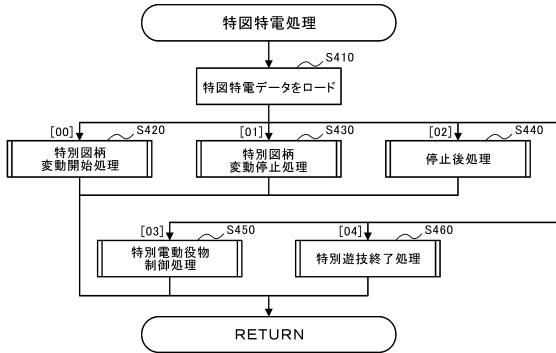 特図特電処理
S410
特図特電データをロード
[00]
S420
特別図柄
変動開始処理
[01]
S430
特別図柄
変動停止処理
[02]
S440
停止後処理
[03]
S450
特別電動役物
制御処理
[04]
S460
特別遊技終了処理
RETURN